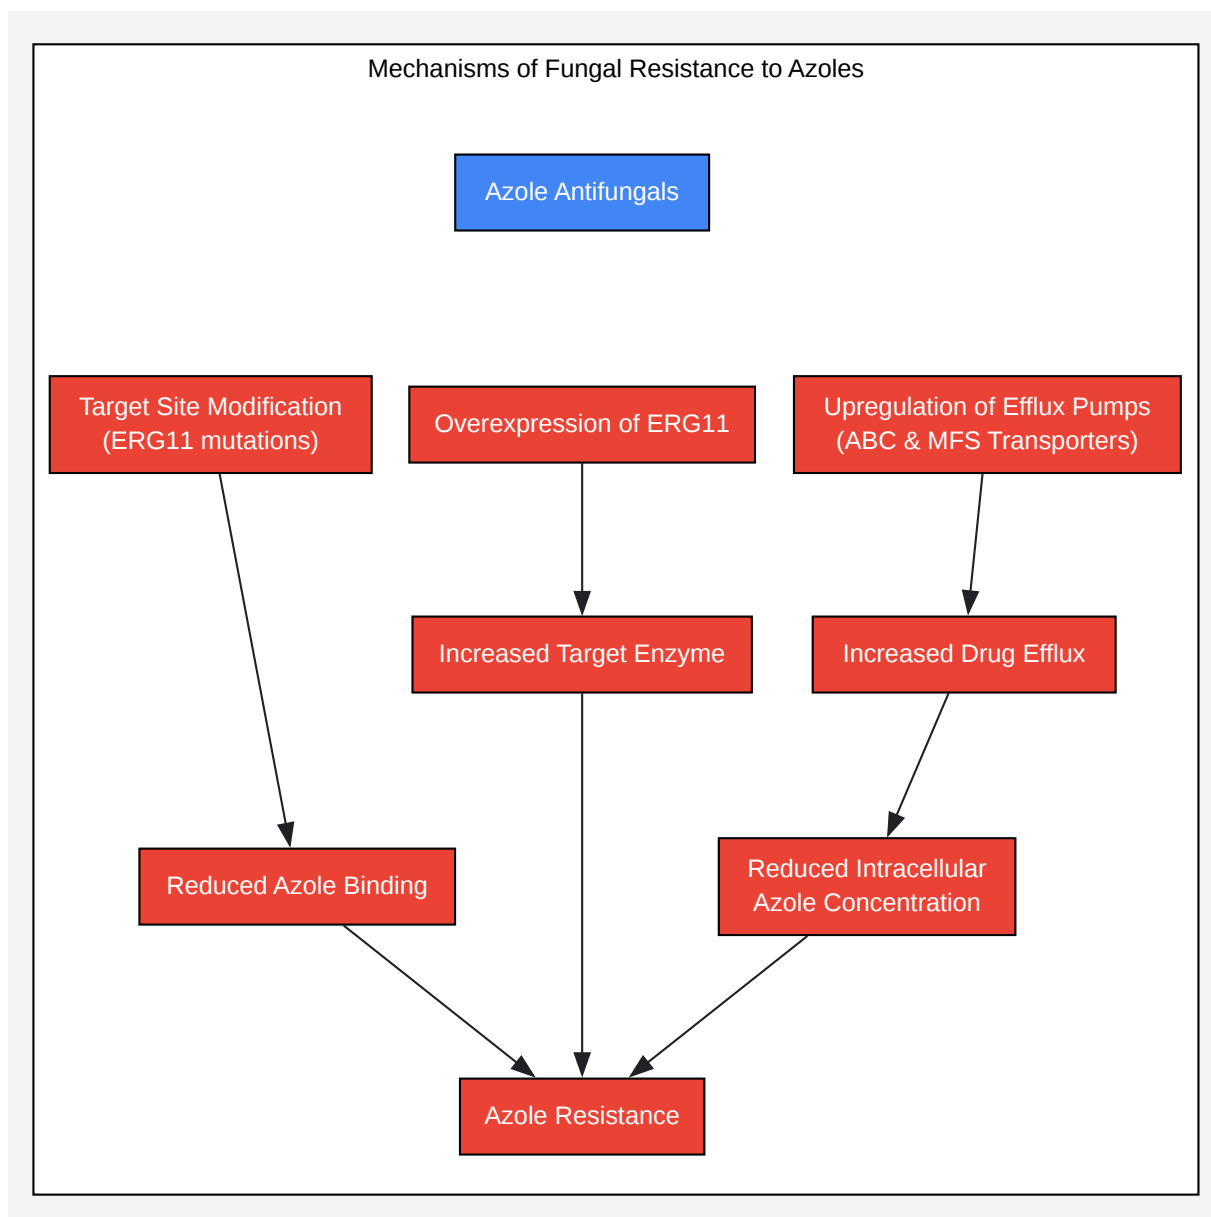 Mechanisms of Fungal Resistance to Azoles
Azole Antifungals
Target Site Modification
(ERG11 mutations)
Overexpression of ERG11
Upregulation of Efflux Pumps
(ABC & MFS Transporters)
Increased Target Enzyme
Increased Drug Efflux
Reduced Azole Binding
Reduced Intracellular
Azole Concentration
Azole Resistance